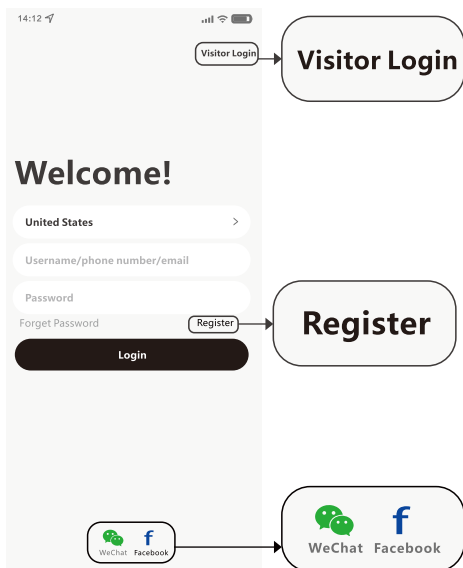 14:12
Visitor Login
Visitor Login
Welcome!
United States
Username/phone number/email
Password
Forget Password
Register
Register
Login
WeChat Facebook
WeChat Facebook